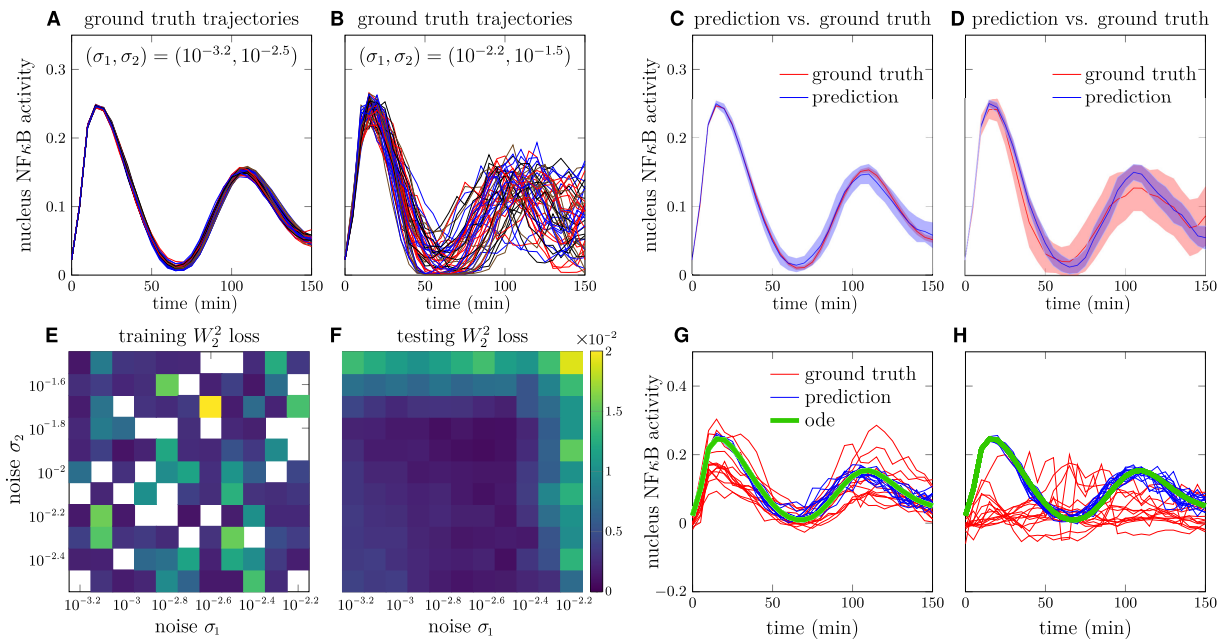 A ground truth trajectories
B ground truth trajectories
C prediction vs. ground truth
D prediction vs. ground truth
nucleus NFκB activity
0.3
0.2
0.1
0
(σ₁, σ₂) = (10⁻³·², 10⁻²·⁵)
0 50 100 150
time (min)
(σ₁, σ₂) = (10⁻²·², 10⁻¹·⁵)
0 50 100 150
time (min)
nucleus NFκB activity
0.3
0.2
0.1
0
ground truth
prediction
0 50 100 150
time (min)
ground truth
prediction
0 50 100 150
time (min)
E training W₂² loss
F testing W₂² loss
×10⁻²
noise σ₂
10⁻¹·⁶
10⁻¹·⁸
10⁻²
10⁻²·²
10⁻²·⁴
10⁻³·² 10⁻³ 10⁻²·⁸ 10⁻²·⁶ 10⁻²·⁴ 10⁻²·²
noise σ₁
10⁻³·² 10⁻³ 10⁻²·⁸ 10⁻²·⁶ 10⁻²·⁴ 10⁻²·²
noise σ₁
2
1.5
1
0.5
0
G
nucleus NFκB activity
0.4
0.2
0
−0.2
ground truth
prediction
ode
0 50 100 150
time (min)
H
0 50 100 150
time (min)